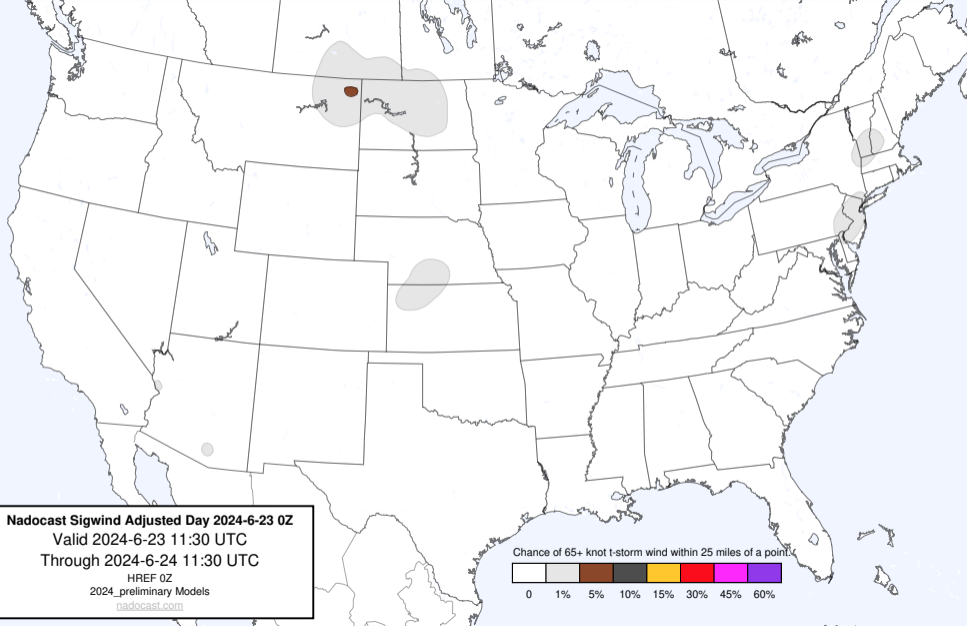 Nadocast Sigwind Adjusted Day 2024-6-23 0Z
Valid 2024-6-23 11:30 UTC
Through 2024-6-24 11:30 UTC
HREF 0Z
2024_preliminary Models
nadocast.com
Chance of 65+ knot t-storm wind within 25 miles of a point.
0 1% 5% 10% 15% 30% 45% 60%